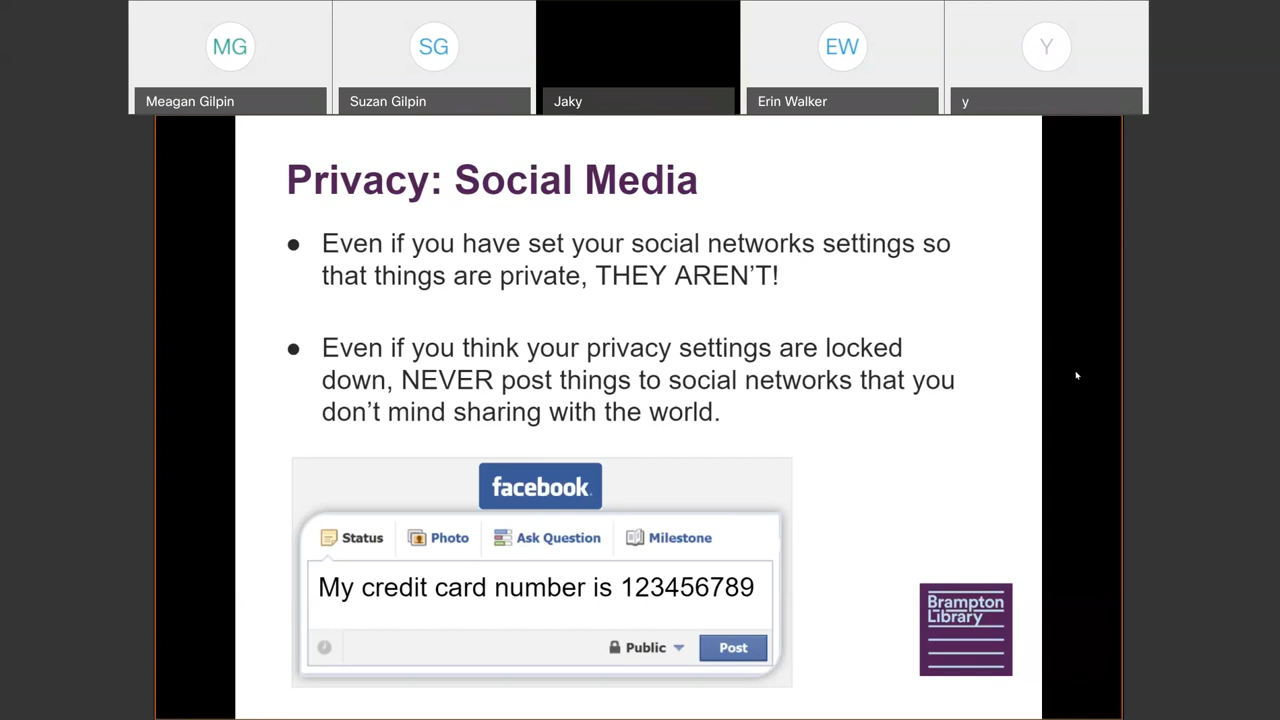 MG SG EW Y
Meagan Gilpin Suzan Gilpin Jaky Erin Walker y
Privacy: Social Media
● Even if you have set your social networks settings so
that things are private, THEY AREN'T!
● Even if you think your privacy settings are locked
down, NEVER post things to social networks that you
don't mind sharing with the world.
facebook
Status Photo Ask Question Milestone
My credit card number is 123456789
Public Post
Brampton
Library